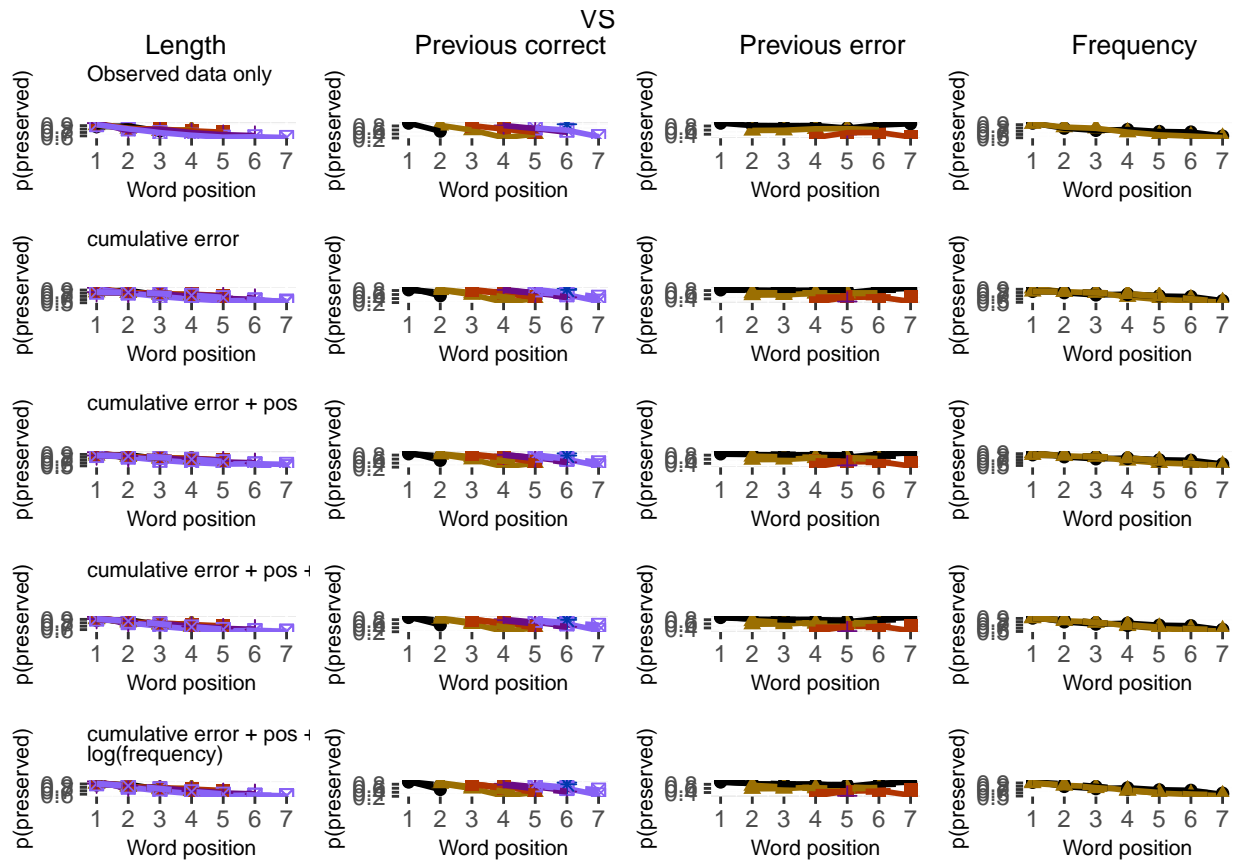 VS
Length Previous correct Previous error Frequency
Observed data only
p(preserved) p(preserved) p(preserved) p(preserved)
1 2 3 4 5 6 7 1 2 3 4 5 6 7 1 2 3 4 5 6 7 1 2 3 4 5 6 7
Word position Word position Word position Word position
cumulative error
p(preserved) p(preserved) p(preserved) p(preserved)
1 2 3 4 5 6 7 1 2 3 4 5 6 7 1 2 3 4 5 6 7 1 2 3 4 5 6 7
Word position Word position Word position Word position
cumulative error + pos
p(preserved) p(preserved) p(preserved) p(preserved)
1 2 3 4 5 6 7 1 2 3 4 5 6 7 1 2 3 4 5 6 7 1 2 3 4 5 6 7
Word position Word position Word position Word position
cumulative error + pos +
p(preserved) p(preserved) p(preserved) p(preserved)
1 2 3 4 5 6 7 1 2 3 4 5 6 7 1 2 3 4 5 6 7 1 2 3 4 5 6 7
Word position Word position Word position Word position
cumulative error + pos +
log(frequency)
p(preserved) p(preserved) p(preserved) p(preserved)
1 2 3 4 5 6 7 1 2 3 4 5 6 7 1 2 3 4 5 6 7 1 2 3 4 5 6 7
Word position Word position Word position Word position